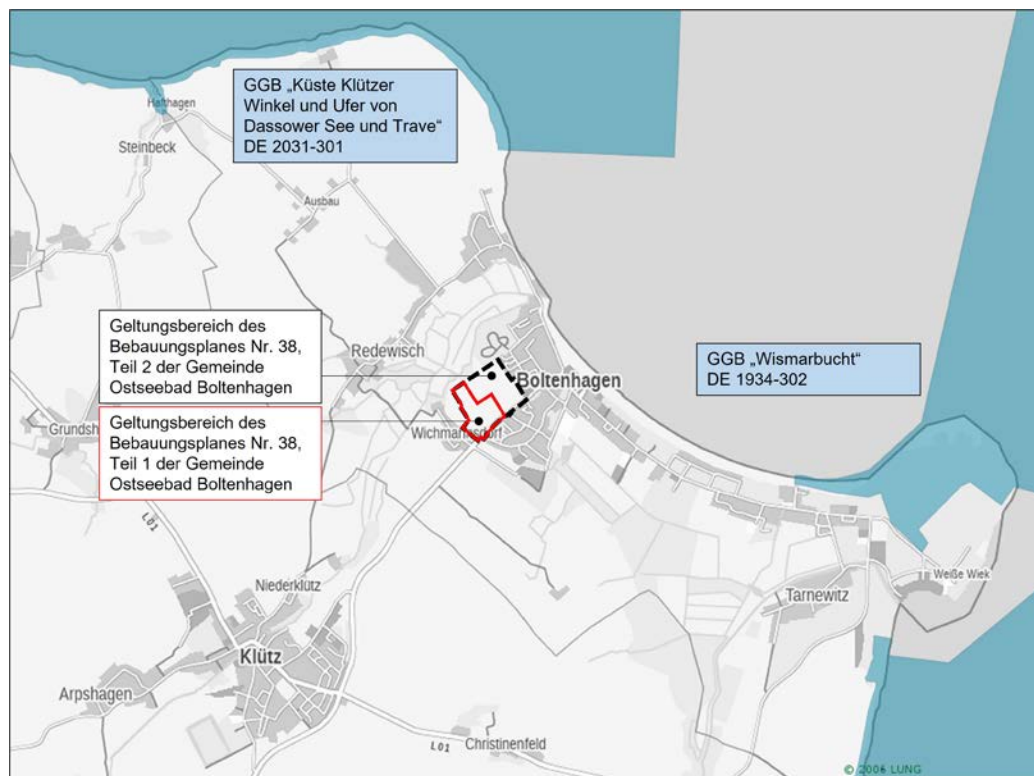 GGB „Küste Klützer
Winkel und Ufer von
Dassower See und Trave“
DE 2031-301
Steinbeck
Ausbau
Geltungsbereich des
Bebauungsplanes Nr. 38,
Teil 2 der Gemeinde
Ostseebad Boltenhagen
Redewisch
Boltenhagen
GGB „Wismarbucht“
DE 1934-302
Geltungsbereich des
Bebauungsplanes Nr. 38,
Teil 1 der Gemeinde
Ostseebad Boltenhagen
Grundsh
Wichmannsdorf
L01
Niederklütz
Weiße Wiek
Tarnewitz
Klütz
Arpshagen
L01
Christinenfeld
© 2006 LUNG